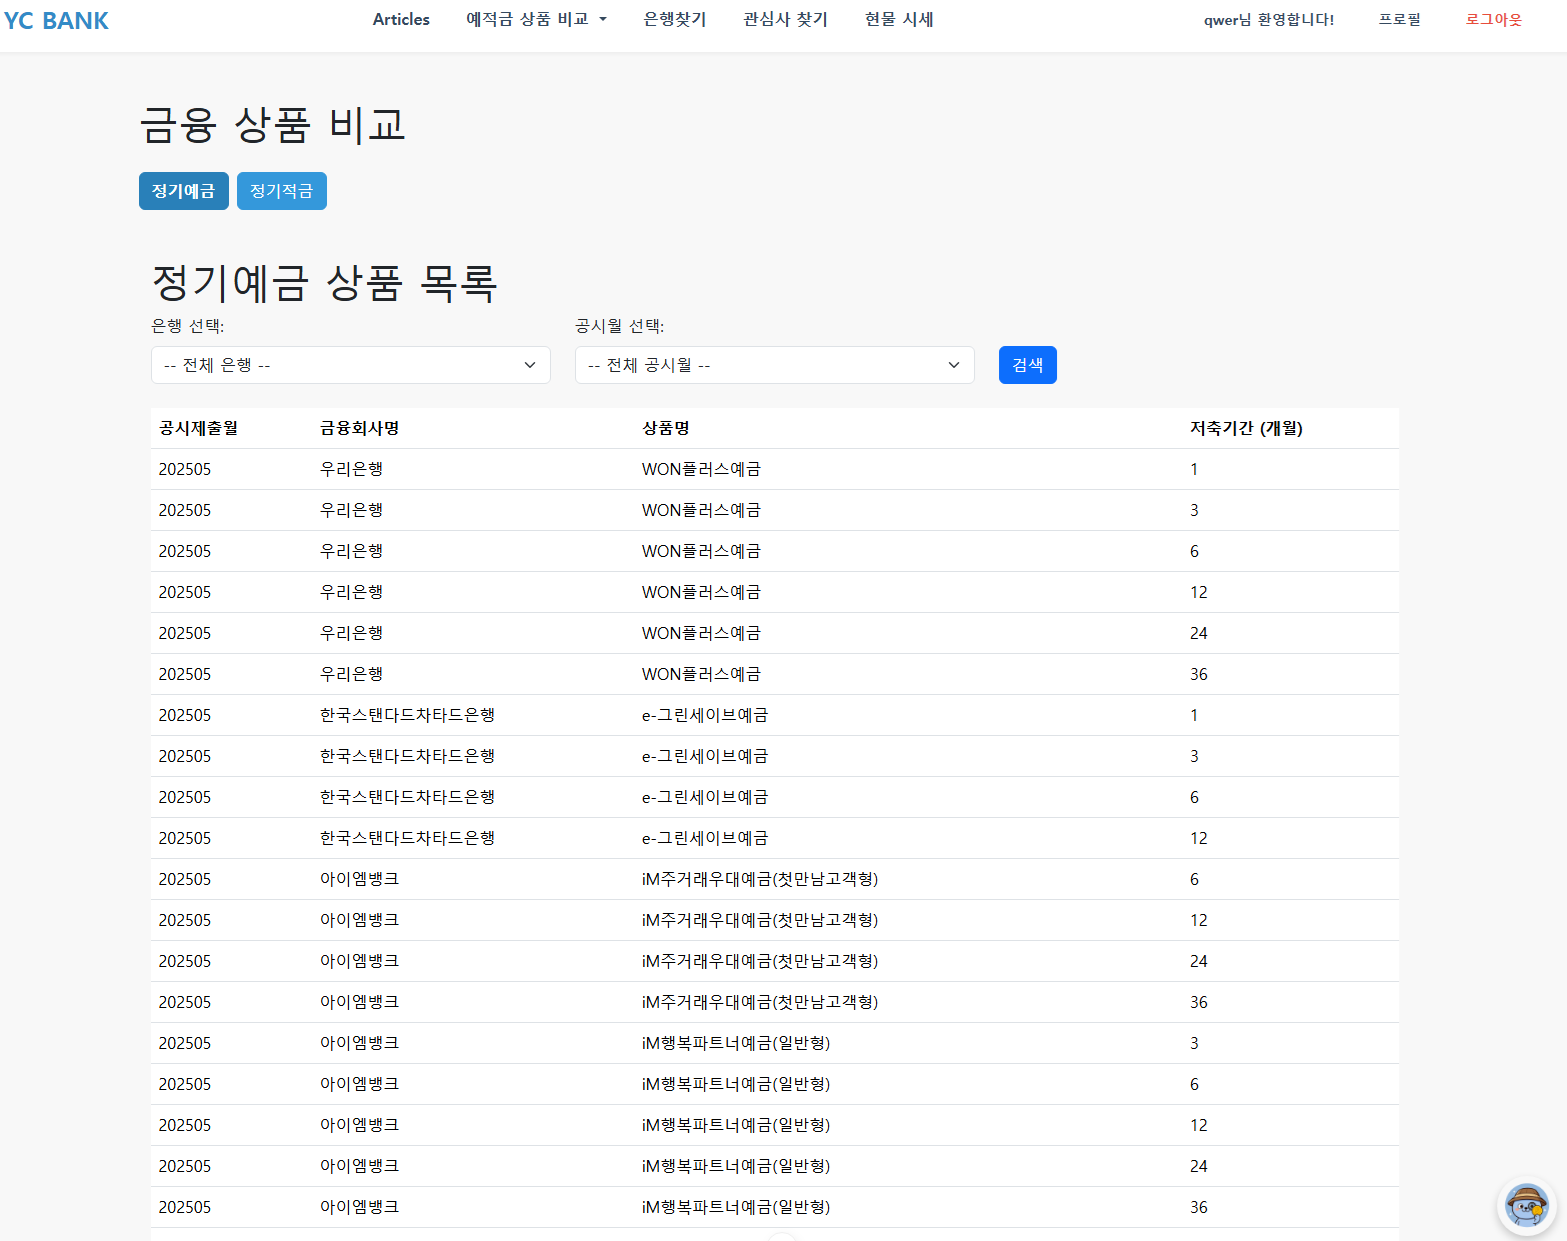 YC BANK Articles 예적금 상품 비교 은행찾기 관심사 찾기 현물 시세 qwer님 환영합니다! 프로필 로그아웃
금융 상품 비교
정기예금 정기적금
정기예금 상품 목록
은행 선택: 공시월 선택:
-- 전체 은행 -- -- 전체 공시월 -- 검색
공시제출월 금융회사명 상품명 저축기간 (개월)
202505 우리은행 WON플러스예금 1
202505 우리은행 WON플러스예금 3
202505 우리은행 WON플러스예금 6
202505 우리은행 WON플러스예금 12
202505 우리은행 WON플러스예금 24
202505 우리은행 WON플러스예금 36
202505 한국스탠다드차타드은행 e-그린세이브예금 1
202505 한국스탠다드차타드은행 e-그린세이브예금 3
202505 한국스탠다드차타드은행 e-그린세이브예금 6
202505 한국스탠다드차타드은행 e-그린세이브예금 12
202505 아이엠뱅크 iM주거래우대예금(첫만남고객형) 6
202505 아이엠뱅크 iM주거래우대예금(첫만남고객형) 12
202505 아이엠뱅크 iM주거래우대예금(첫만남고객형) 24
202505 아이엠뱅크 iM주거래우대예금(첫만남고객형) 36
202505 아이엠뱅크 iM행복파트너예금(일반형) 3
202505 아이엠뱅크 iM행복파트너예금(일반형) 6
202505 아이엠뱅크 iM행복파트너예금(일반형) 12
202505 아이엠뱅크 iM행복파트너예금(일반형) 24
202505 아이엠뱅크 iM행복파트너예금(일반형) 36